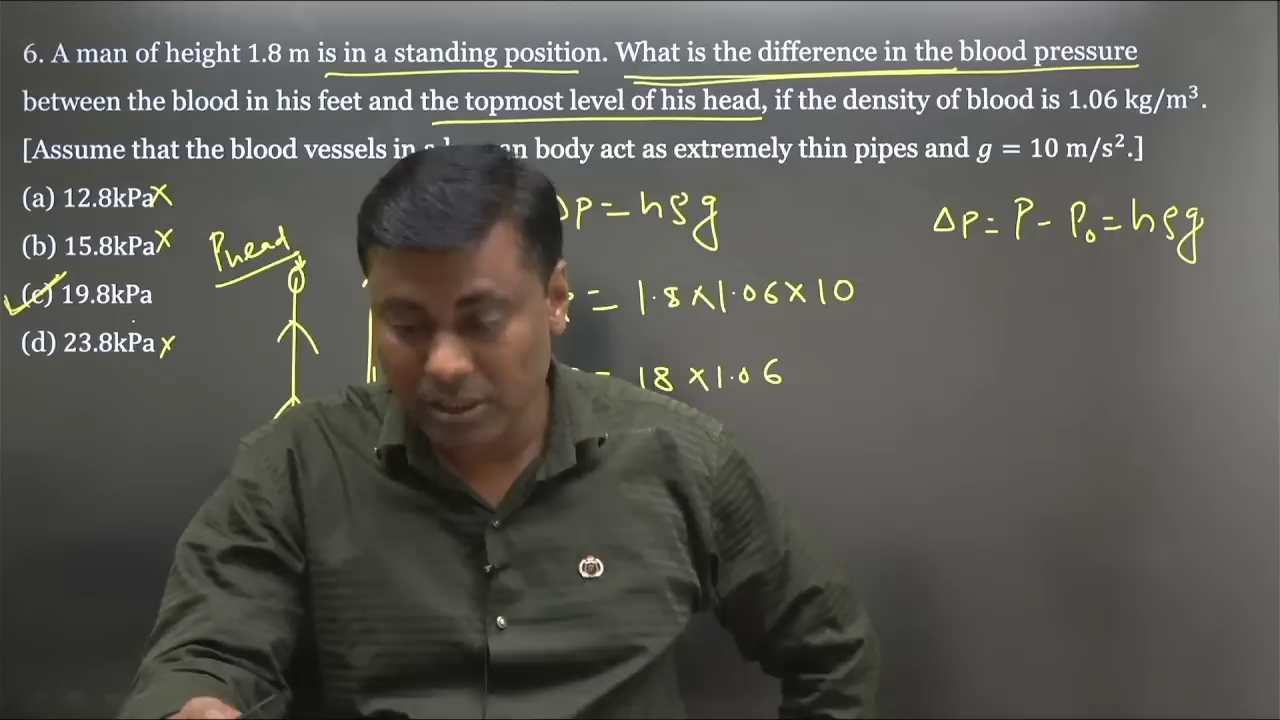 6. A man of height 1.8 m is in a standing position. What is the difference in the blood pressure
between the blood in his feet and the topmost level of his head, if the density of blood is 1.06 kg/m³.
[Assume that the blood vessels in body act as extremely thin pipes and g = 10 m/s².]
(a) 12.8kPa×
(b) 15.8kPa×
(c) 19.8kPa
(d) 23.8kPa×
Phead
ΔP = hρg
= 1.8×1.06×10
= 18×1.06
ΔP = P - P₀ = hρg